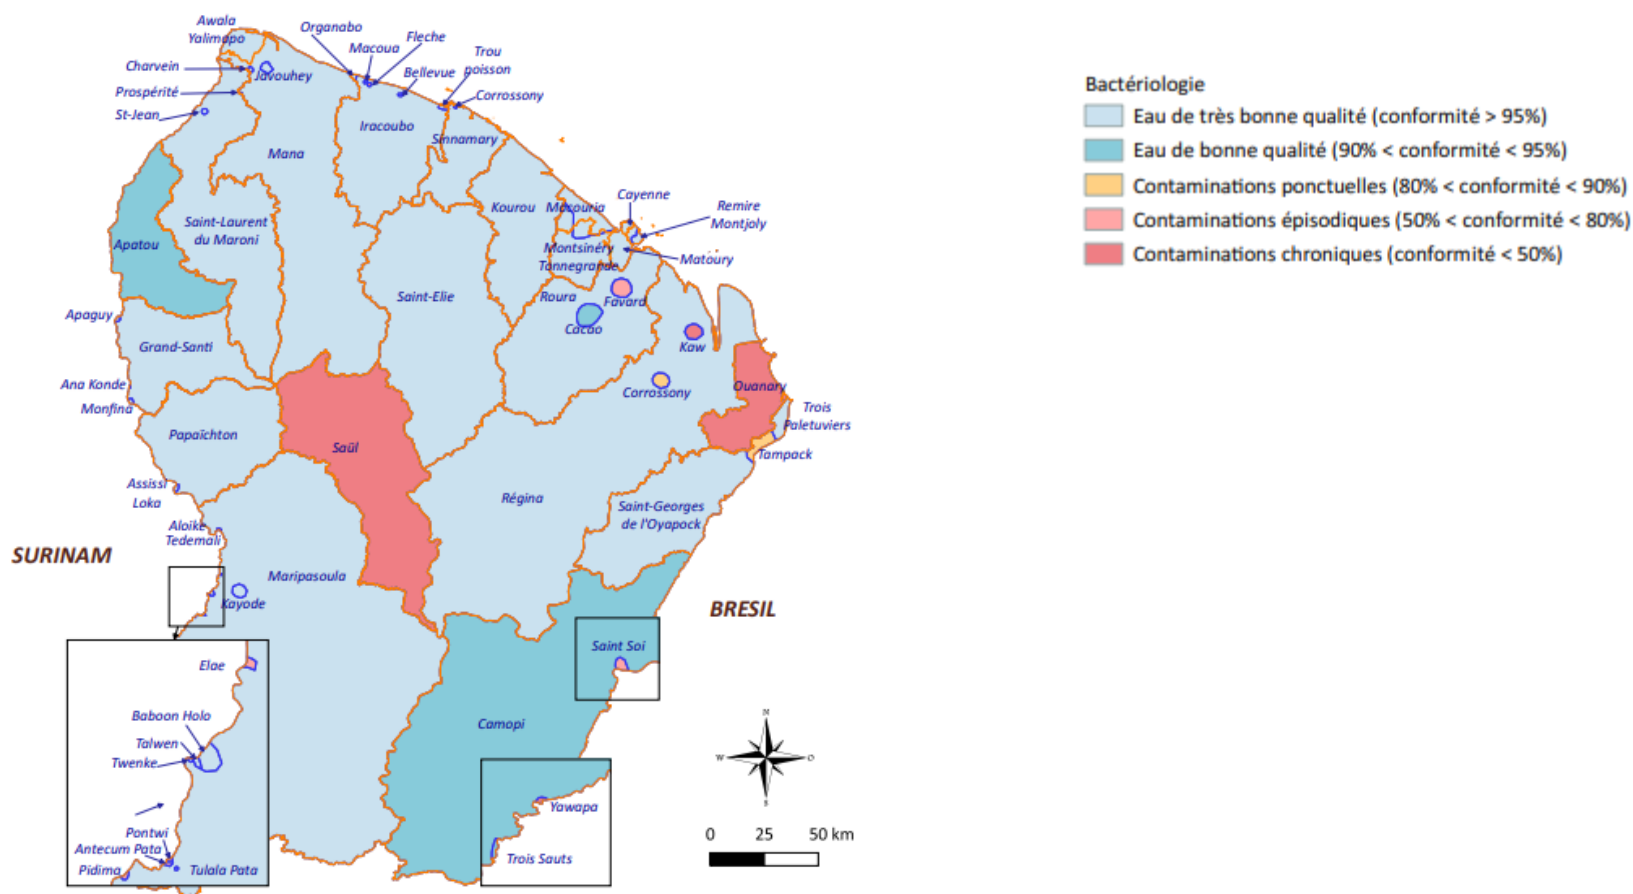 Awala
Yalimapo
Organabo
Macoua
Fleche
Bellevue
Trou
poisson
Corrossony
Charvein
Javouhey
Prospérité
St-Jean
Iracoubo
Sinnamary
Mana
Kourou
Macouria
Cayenne
Remire
Montjoly
Saint-Laurent
du Maroni
Apatou
Montsinéry
Tonnegrande
Matoury
Saint-Elie
Roura
Favard
Cacao
Kaw
Apaguy
Grand-Santi
Ana Konde
Monfina
Corrossony
Ouanary
Trois
Paletuviers
Papaïchton
Saül
Tampack
Assissi
Loka
Régina
Saint-Georges
de l'Oyapock
Aloike
Tedemali
SURINAM
Maripasoula
Kayode
BRESIL
Saint Soi
Elae
Baboon Holo
Talwen
Twenke
Camopi
Yawapa
Trois Sauts
Pontwi
Antecum Pata
Pidima
Tulala Pata
N
W
O
S
0 25 50 km
Bactériologie
Eau de très bonne qualité (conformité > 95%)
Eau de bonne qualité (90% < conformité < 95%)
Contaminations ponctuelles (80% < conformité < 90%)
Contaminations épisodiques (50% < conformité < 80%)
Contaminations chroniques (conformité < 50%)